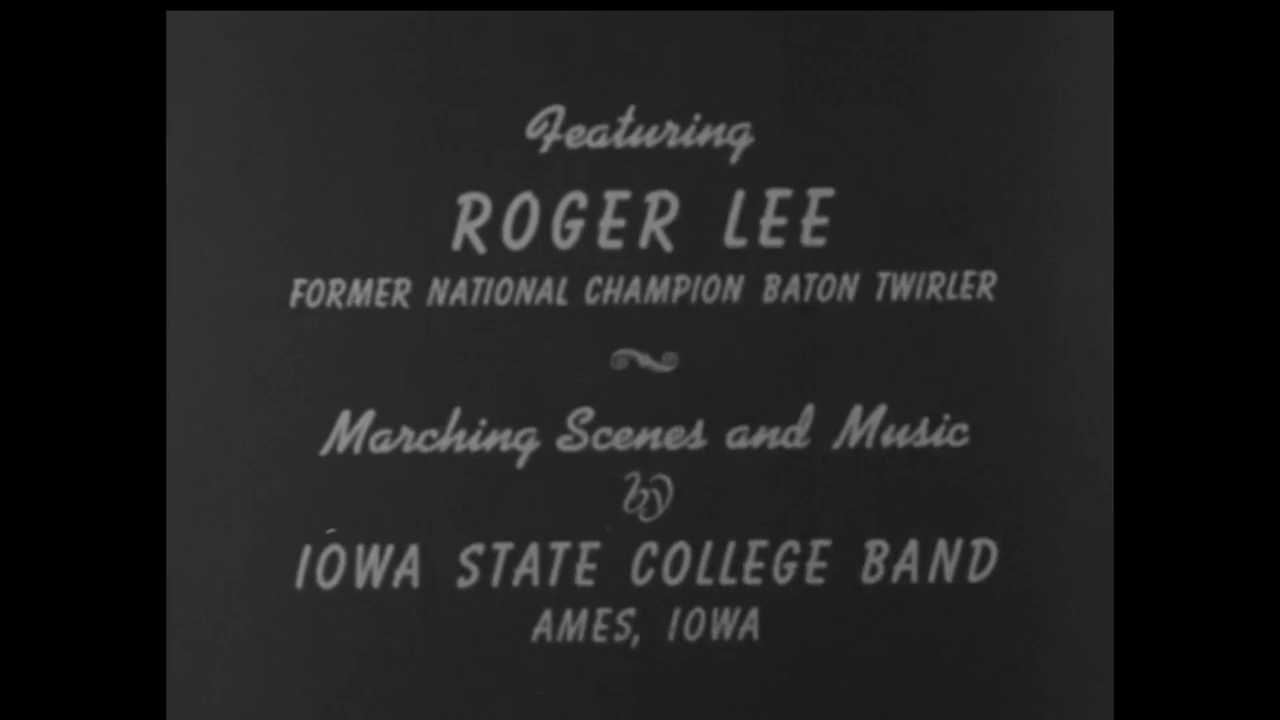 Featuring
ROGER LEE
FORMER NATIONAL CHAMPION BATON TWIRLER
Marching Scenes and Music
by
IOWA STATE COLLEGE BAND
AMES, IOWA